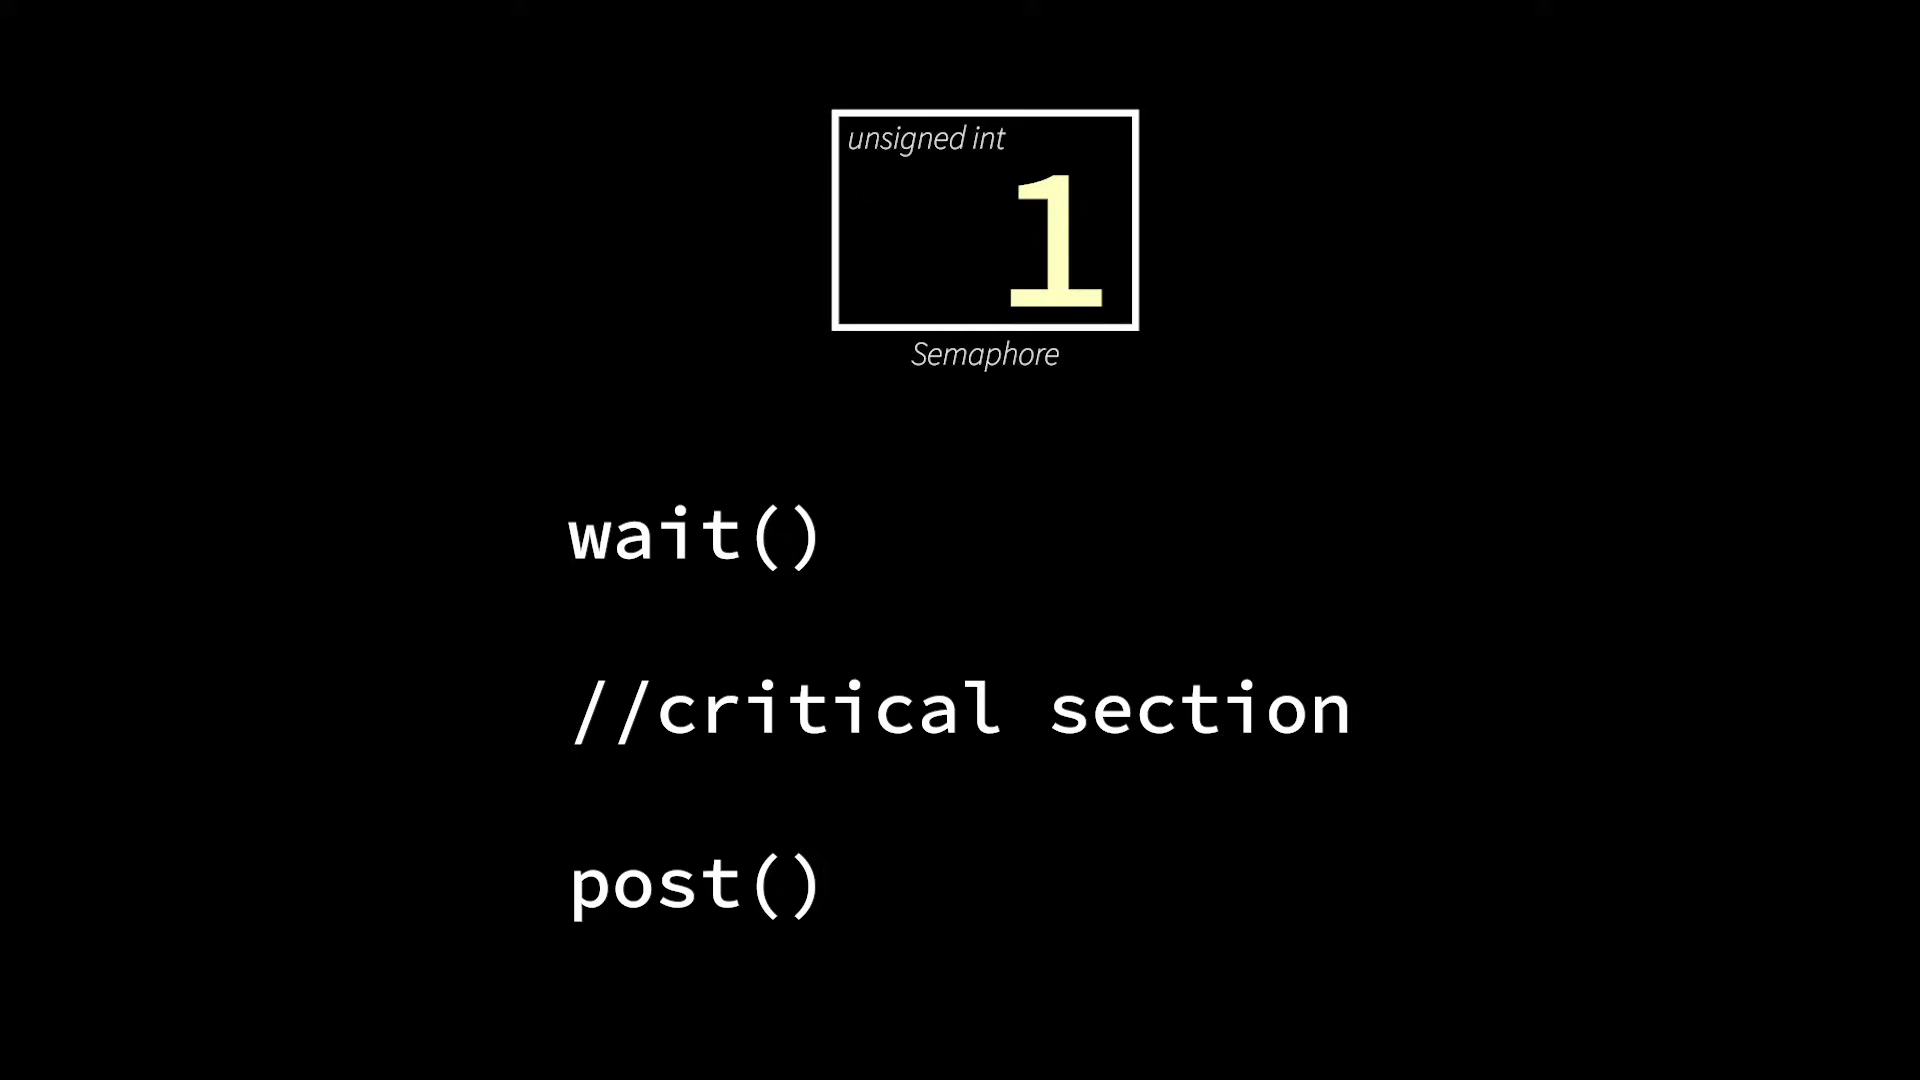 unsigned int
1
Semaphore
wait()
//critical section
post()